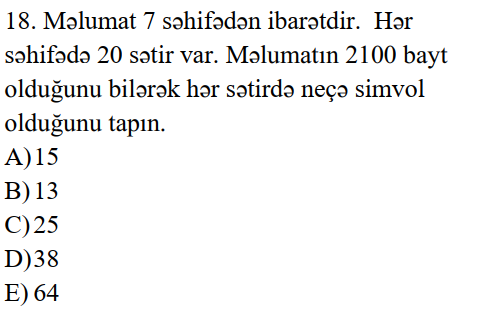 18. Məlumat 7 səhifədən ibarətdir.  Hər
səhifədə 20 sətir var. Məlumatın 2100 bayt
olduğunu bilərək hər sətirdə neçə simvol
olduğunu tapın.
A)15
B)13
C)25
D)38
E)64